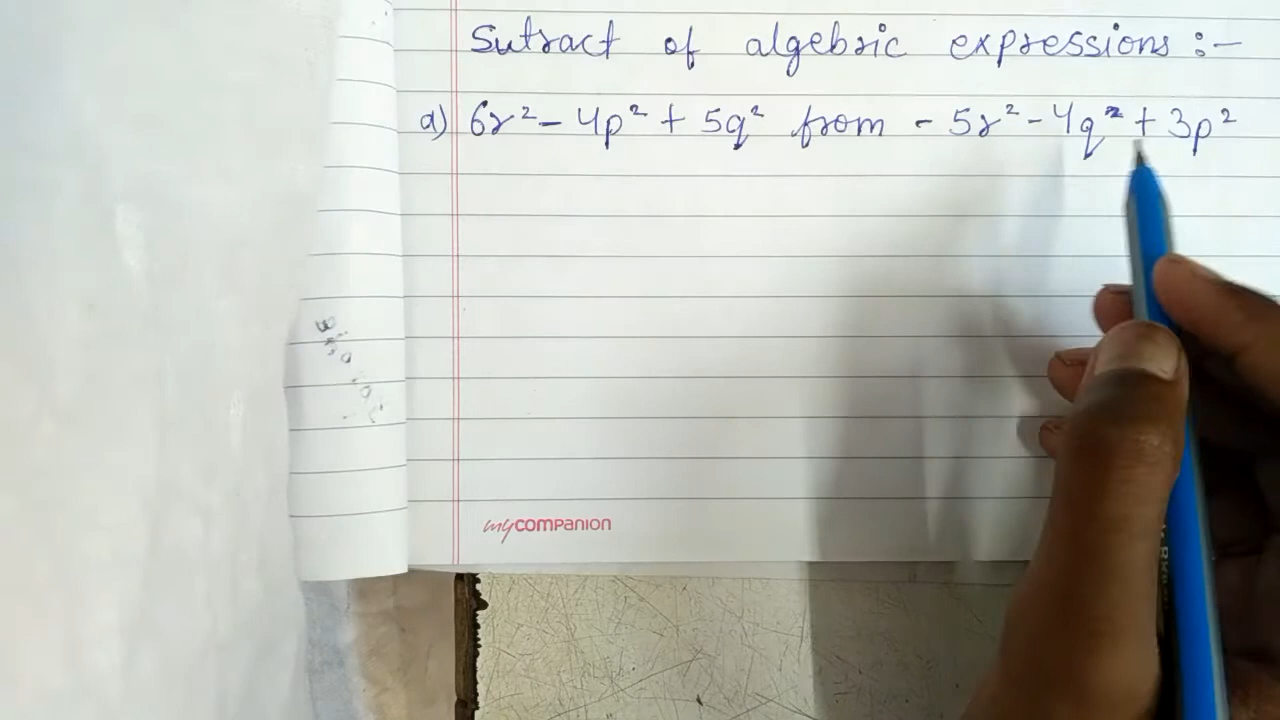 Sutract of algebric expressions :-
a) 6r² - 4p² + 5q² from - 5r² - 4q² + 3p²
mycompanion